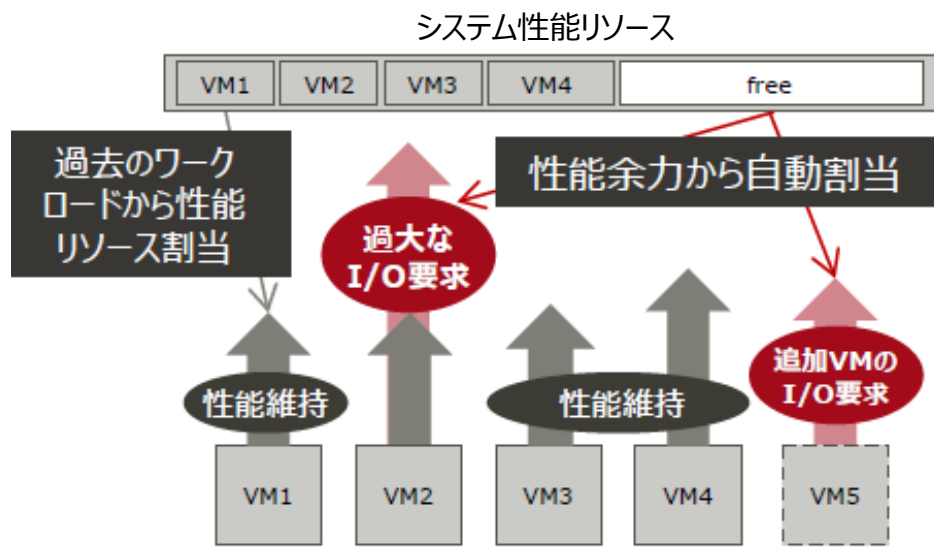 システム性能リソース
VM1
VM2
VM3
VM4
free
過去のワーク
ロードから性能
リソース割当
性能余力から自動割当
過大な
I/O要求
追加VMの
I/O要求
性能維持
性能維持
VM1
VM2
VM3
VM4
VM5